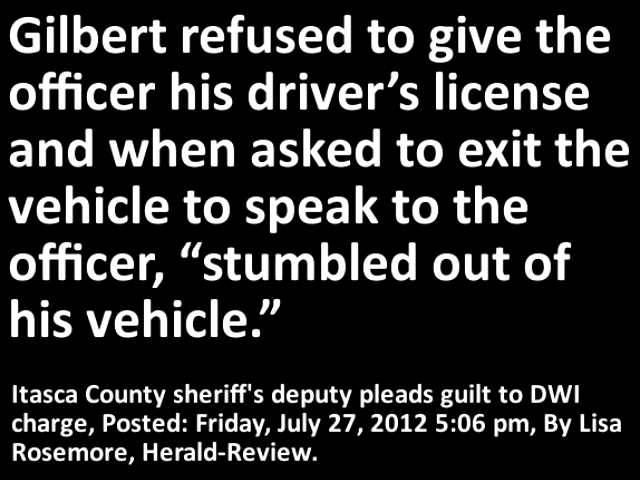 Gilbert refused to give the
officer his driver’s license
and when asked to exit the
vehicle to speak to the
officer, “stumbled out of
his vehicle.”
Itasca County sheriff's deputy pleads guilt to DWI
charge, Posted: Friday, July 27, 2012 5:06 pm, By Lisa
Rosemore, Herald-Review.